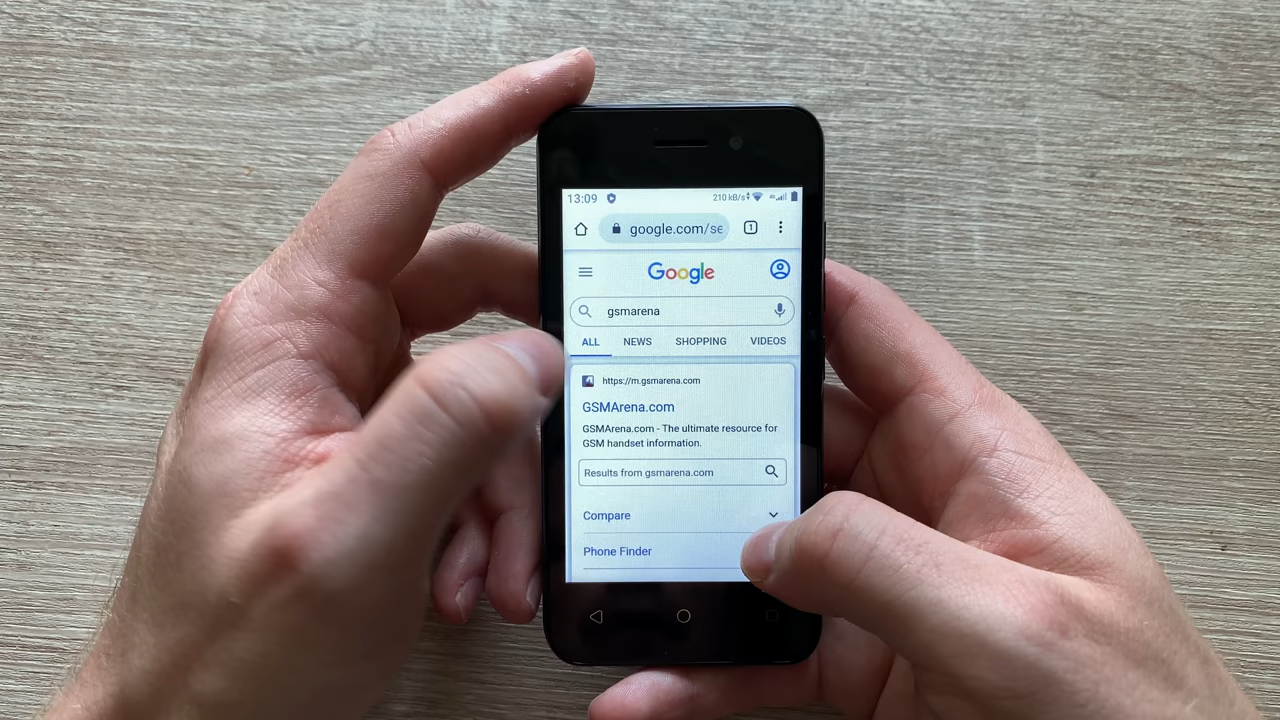 13:09 210 kB/s
1
google.com/se
Google
gsmarena
ALL NEWS SHOPPING VIDEOS
https://m.gsmarena.com
GSMArena.com
GSMArena.com - The ultimate resource for
GSM handset information.
Results from gsmarena.com
Compare
Phone Finder